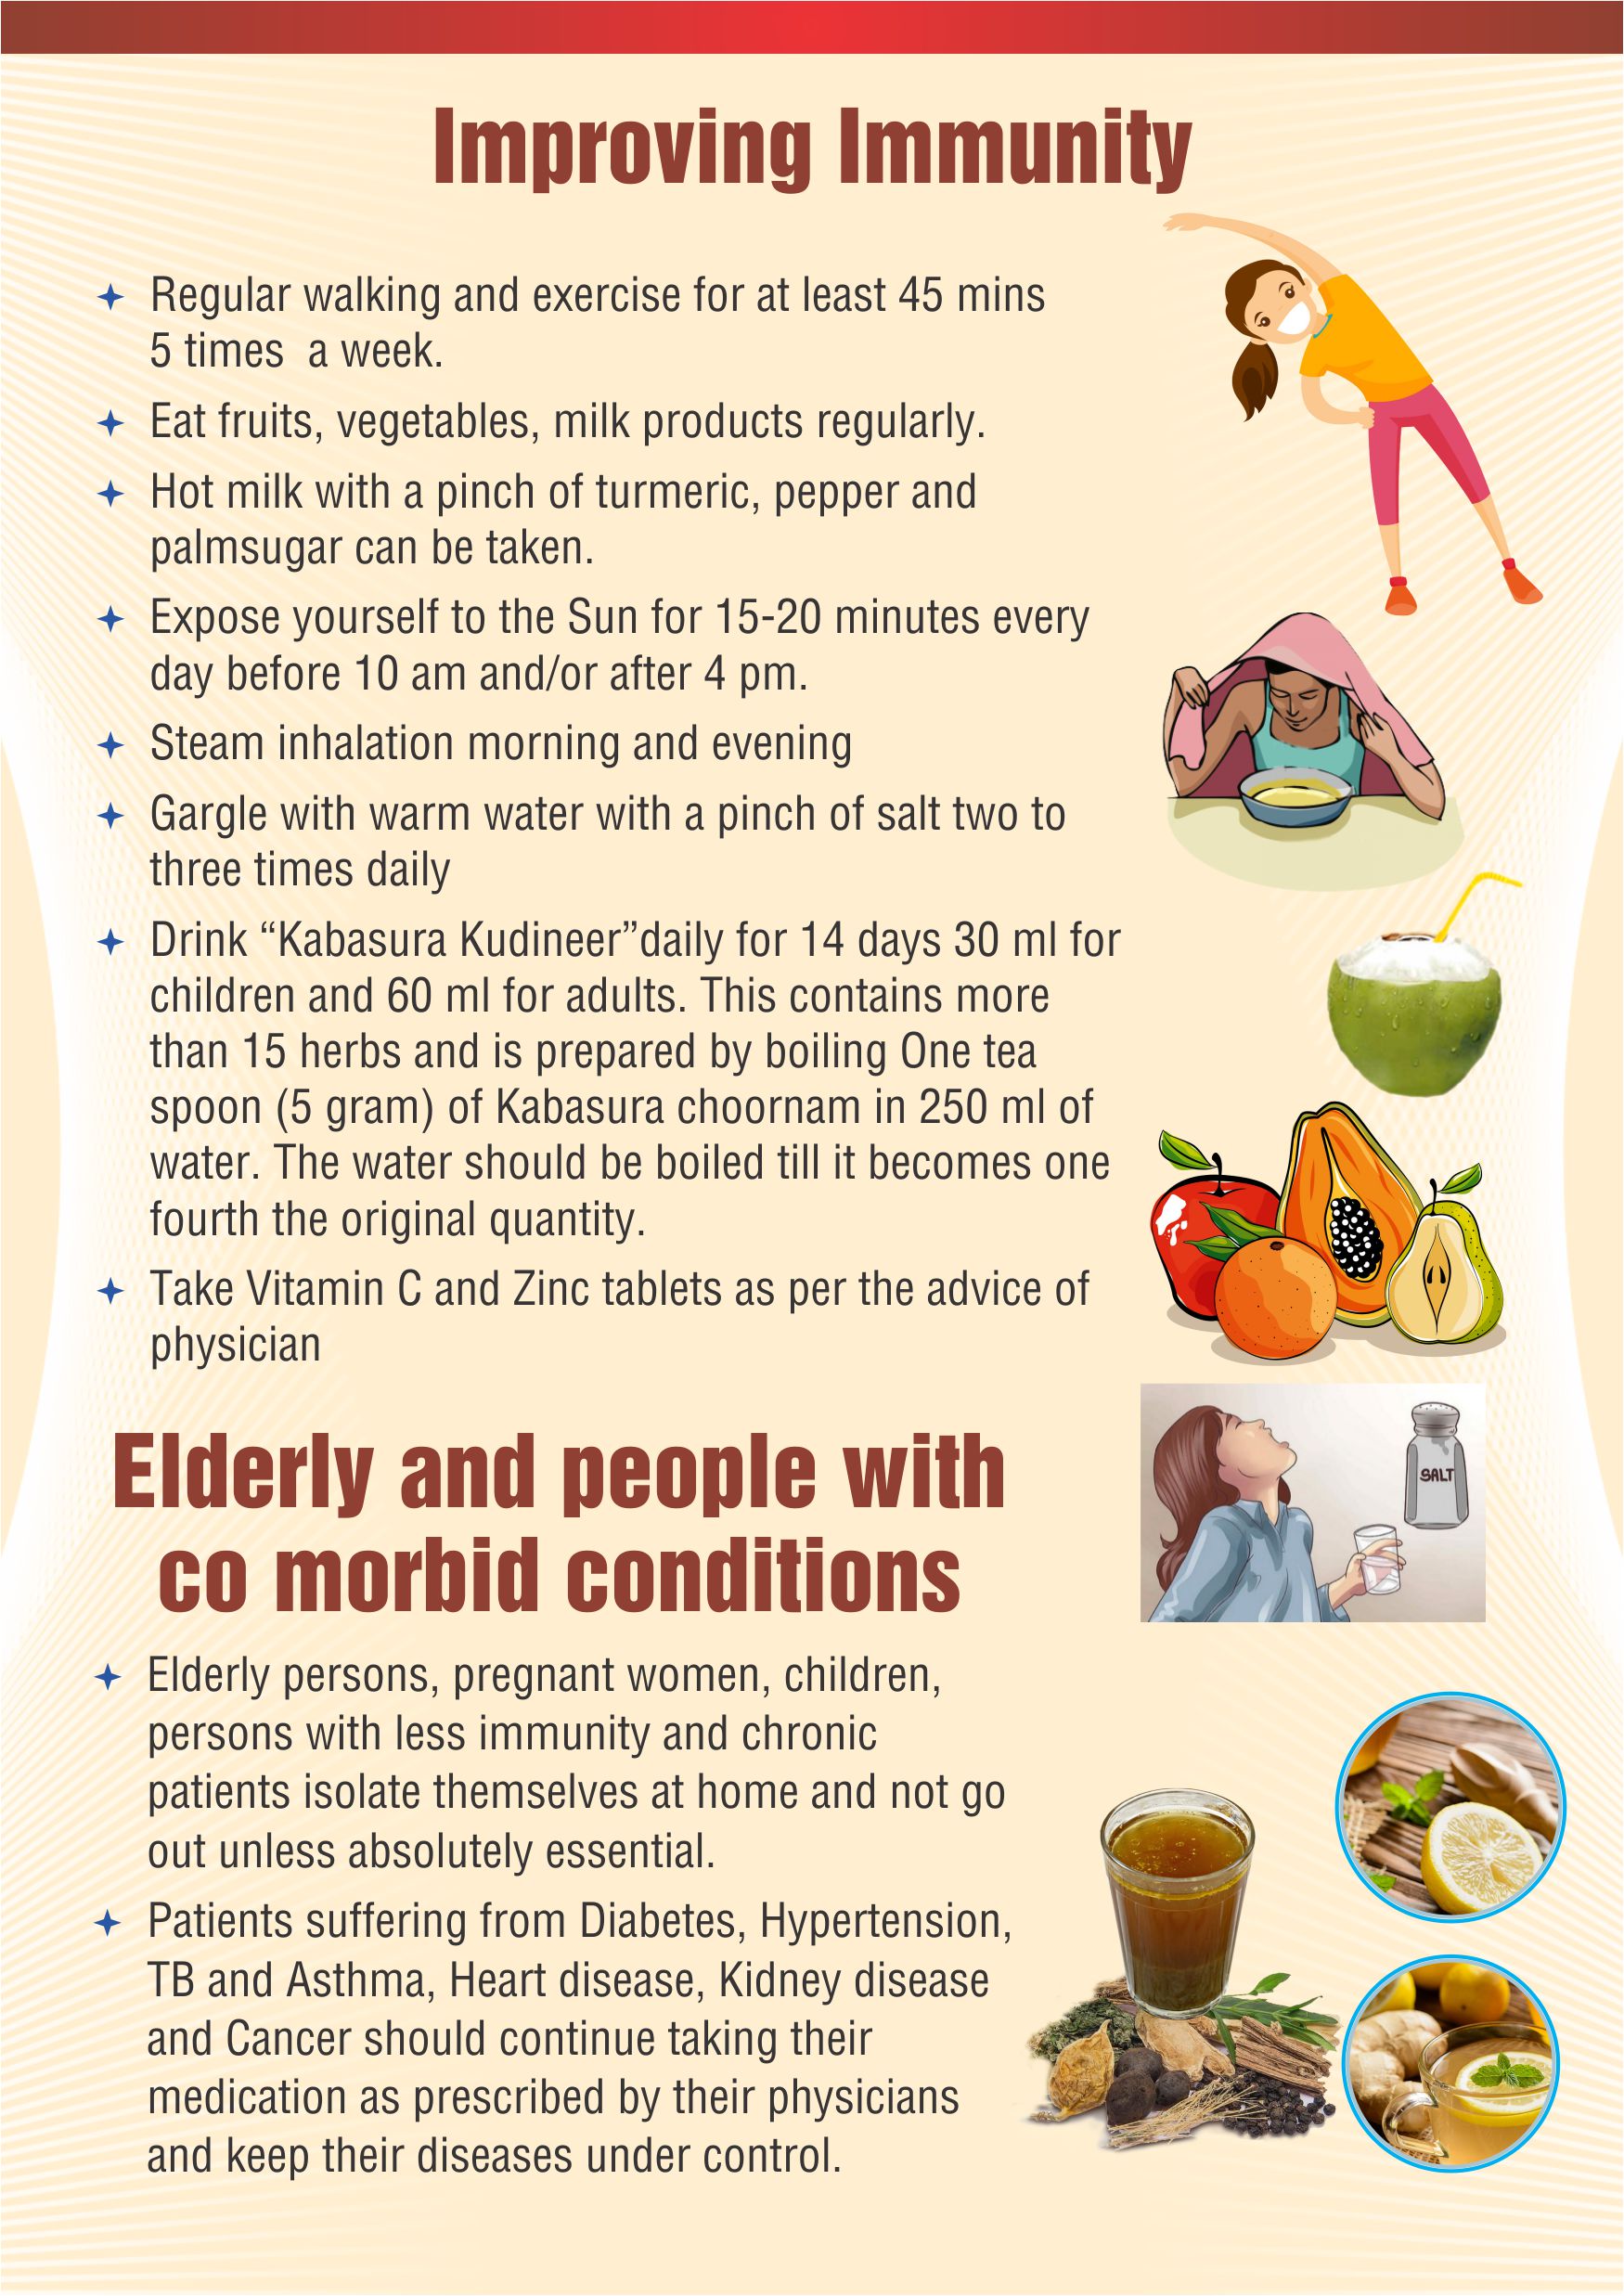 Improving Immunity
Regular walking and exercise for at least 45 mins
5 times  a week.
Eat fruits, vegetables, milk products regularly.
Hot milk with a pinch of turmeric, pepper and
palmsugar can be taken.
Expose yourself to the Sun for 15-20 minutes every
day before 10 am and/or after 4 pm.
Steam inhalation morning and evening
Gargle with warm water with a pinch of salt two to
three times daily
Drink “Kabasura Kudineer”daily for 14 days 30 ml for
children and 60 ml for adults. This contains more
than 15 herbs and is prepared by boiling One tea
spoon (5 gram) of Kabasura choornam in 250 ml of
water. The water should be boiled till it becomes one
fourth the original quantity.
Take Vitamin C and Zinc tablets as per the advice of
physician
SALT
Elderly and people with
co morbid conditions
Elderly persons, pregnant women, children,
persons with less immunity and chronic
patients isolate themselves at home and not go
out unless absolutely essential.
Patients suffering from Diabetes, Hypertension,
TB and Asthma, Heart disease, Kidney disease
and Cancer should continue taking their
medication as prescribed by their physicians
and keep their diseases under control.